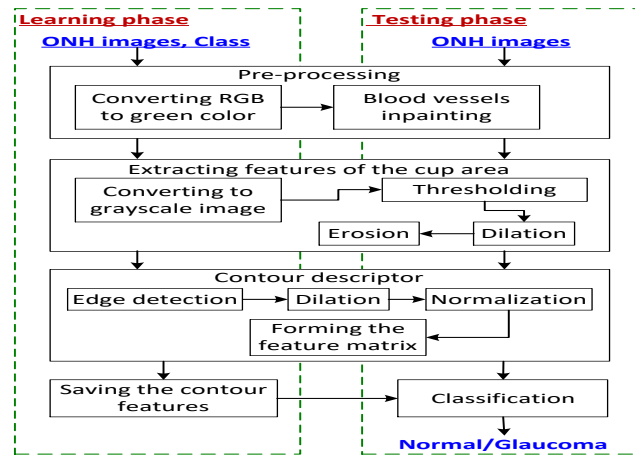 Learning phase
Testing phase
ONH images, Class
ONH images
Pre-processing
Converting RGB
to green color
Blood vessels
inpainting
Extracting features of the cup area
Converting to
grayscale image
Thresholding
Erosion
Dilation
Contour descriptor
Edge detection
Dilation
Normalization
Forming the
feature matrix
Saving the contour
features
Classification
Normal/Glaucoma